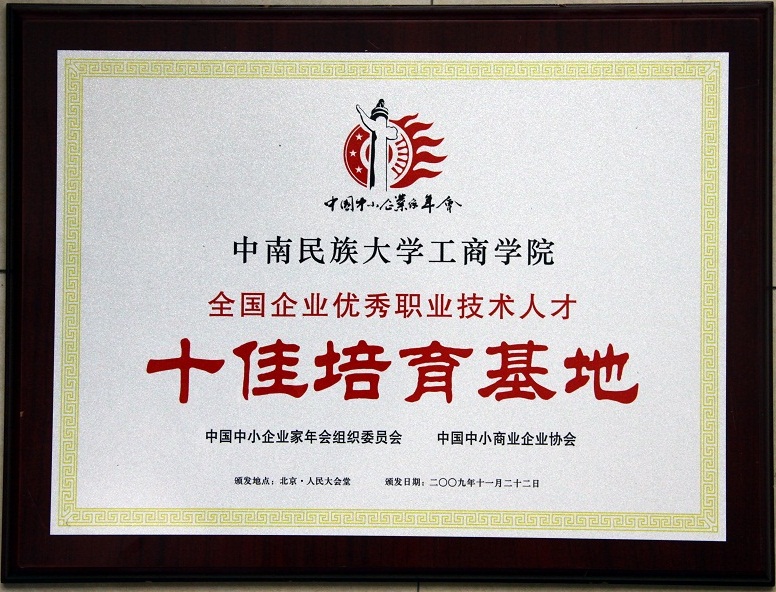 中国中小企业家年会
中南民族大学工商学院
全国企业优秀职业技术人才
十佳培育基地
中国中小企业家年会组织委员会 中国中小商业企业协会
颁发地点：北京·人民大会堂 颁发日期：二〇〇九年十一月二十二日